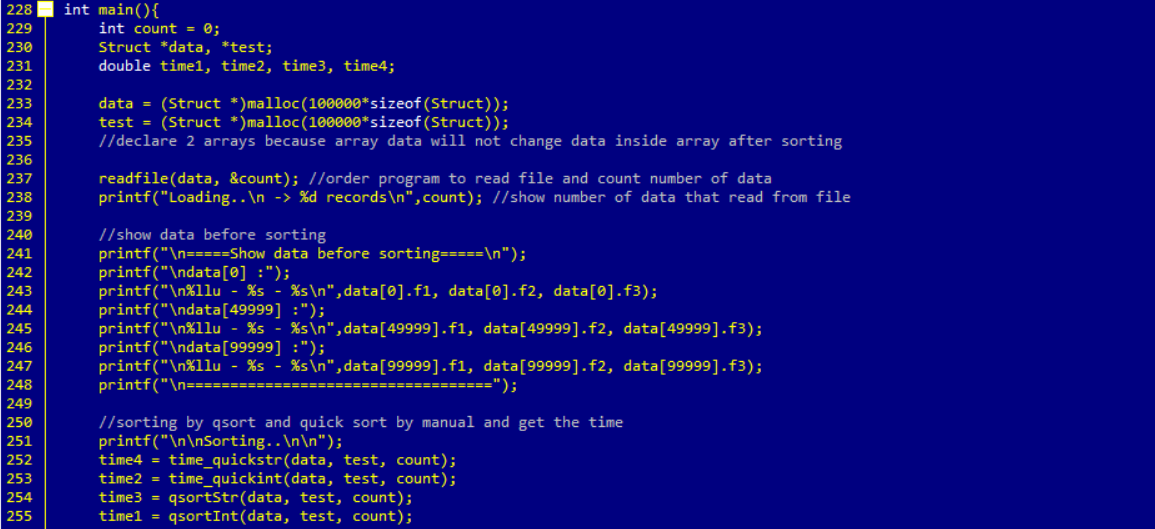 228 int main(){
229 int count = 0;
230 Struct *data, *test;
231 double time1, time2, time3, time4;
232
233 data = (Struct *)malloc(100000*sizeof(Struct));
234 test = (Struct *)malloc(100000*sizeof(Struct));
235 //declare 2 arrays because array data will not change data inside array after sorting
236
237 readfile(data, &count); //order program to read file and count number of data
238 printf("Loading..\n -> %d records\n",count); //show number of data that read from file
239
240 //show data before sorting
241 printf("\n=====Show data before sorting=====\n");
242 printf("\ndata[0] :");
243 printf("\n%llu - %s - %s\n",data[0].f1, data[0].f2, data[0].f3);
244 printf("\ndata[49999] :");
245 printf("\n%llu - %s - %s\n",data[49999].f1, data[49999].f2, data[49999].f3);
246 printf("\ndata[99999] :");
247 printf("\n%llu - %s - %s\n",data[99999].f1, data[99999].f2, data[99999].f3);
248 printf("\n===================================");
249
250 //sorting by qsort and quick sort by manual and get the time
251 printf("\n\nSorting..\n\n");
252 time4 = time_quickstr(data, test, count);
253 time2 = time_quickint(data, test, count);
254 time3 = qsortStr(data, test, count);
255 time1 = qsortInt(data, test, count);